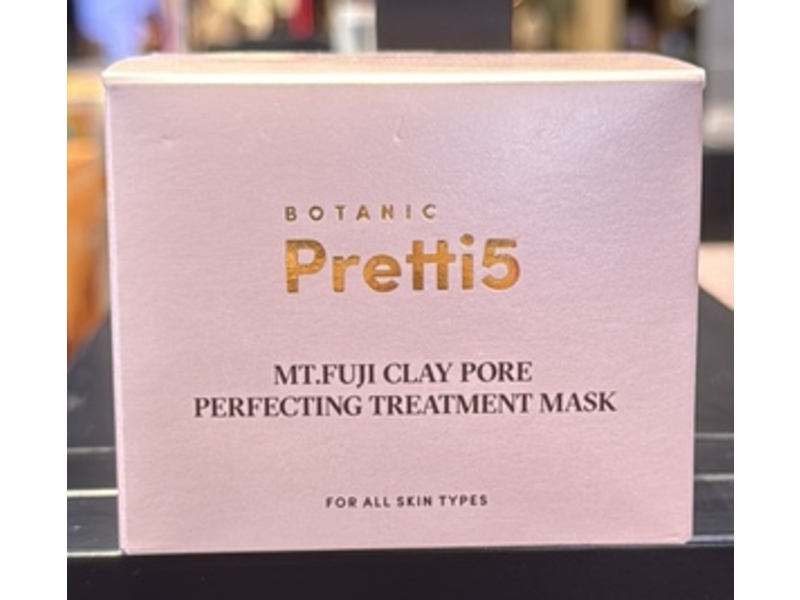 BOTANIC
Pretti5
MT.FUJI CLAY PORE
PERFECTING TREATMENT MASK
FOR ALL SKIN TYPES